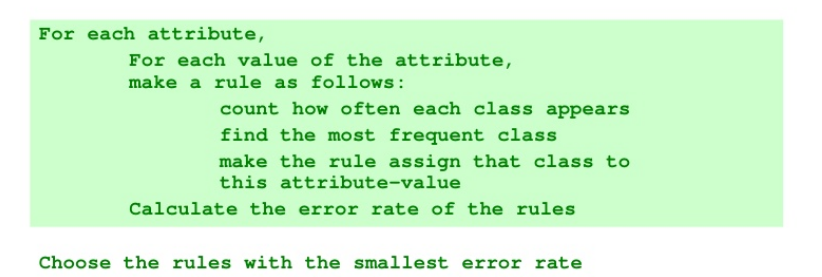 For each attribute,
For each value of the attribute,
make a rule as follows:
count how often each class appears
find the most frequent class
make the rule assign that class to
this attribute-value
Calculate the error rate of the rules
Choose the rules with the smallest error rate